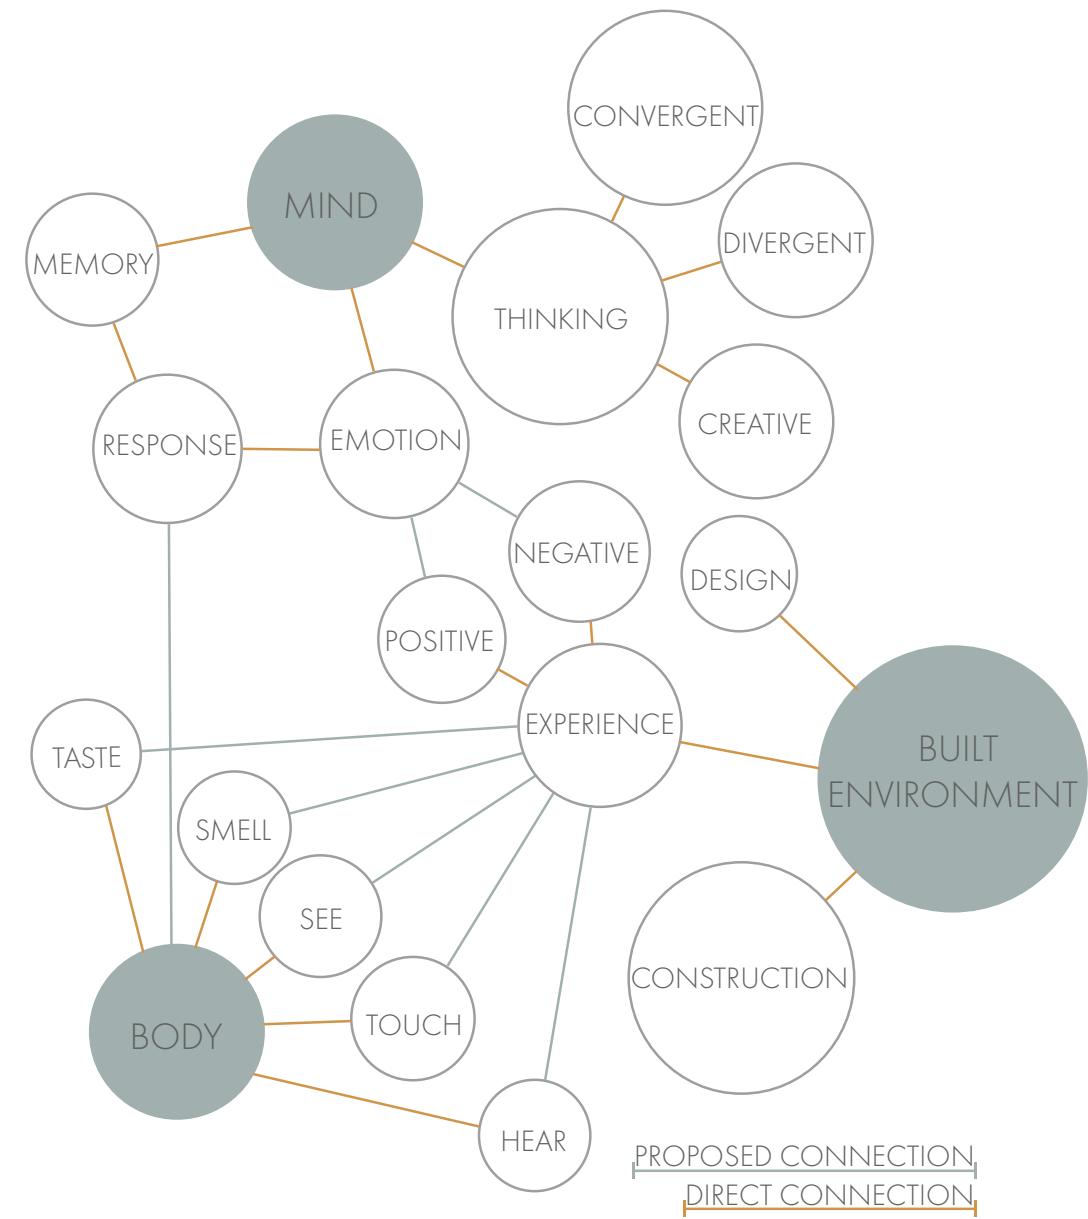 CONVERGENT
MIND
DIVERGENT
MEMORY
THINKING
CREATIVE
RESPONSE
EMOTION
NEGATIVE
DESIGN
POSITIVE
EXPERIENCE
BUILT
ENVIRONMENT
TASTE
SMELL
SEE
CONSTRUCTION
TOUCH
BODY
HEAR
PROPOSED CONNECTION
DIRECT CONNECTION